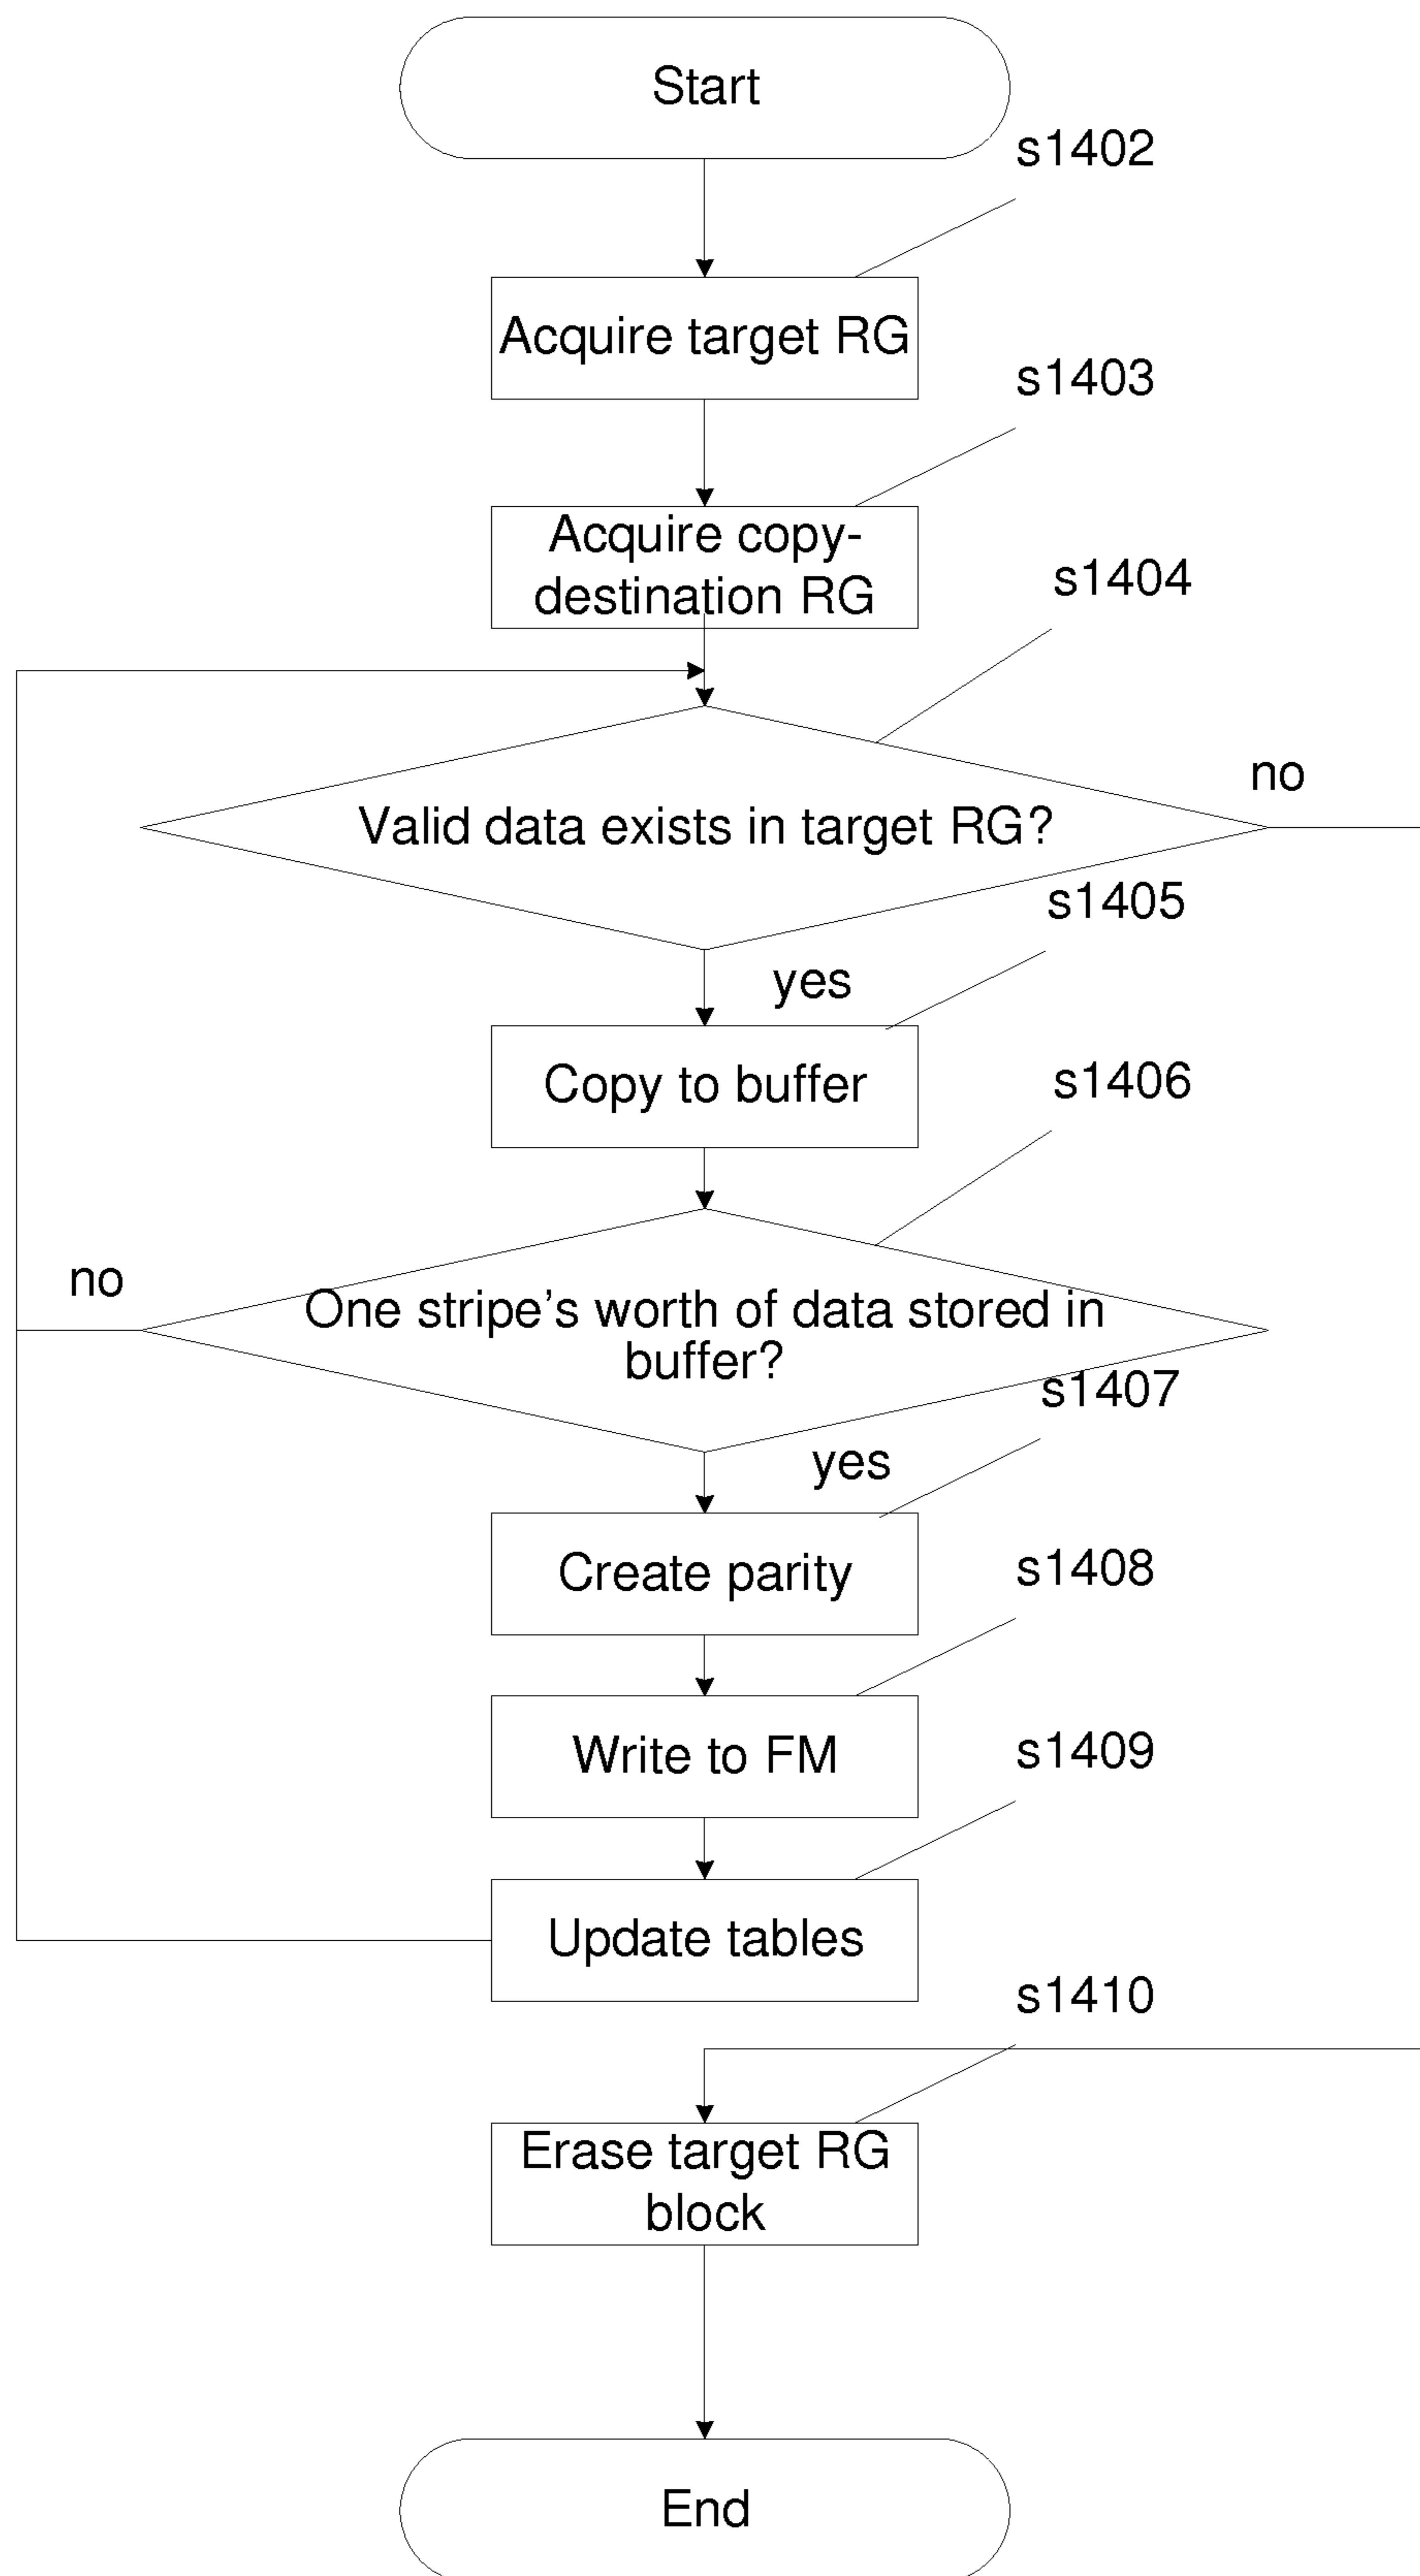 Start
s1402
Acquire target RG
s1403
Acquire copy-
destination RG
s1404
no
Valid data exists in target RG?
s1405
yes
Copy to buffer
s1406
no
One stripe's worth of data stored in
buffer?
s1407
yes
Create parity
s1408
Write to FM
s1409
Update tables
s1410
Erase target RG
block
End